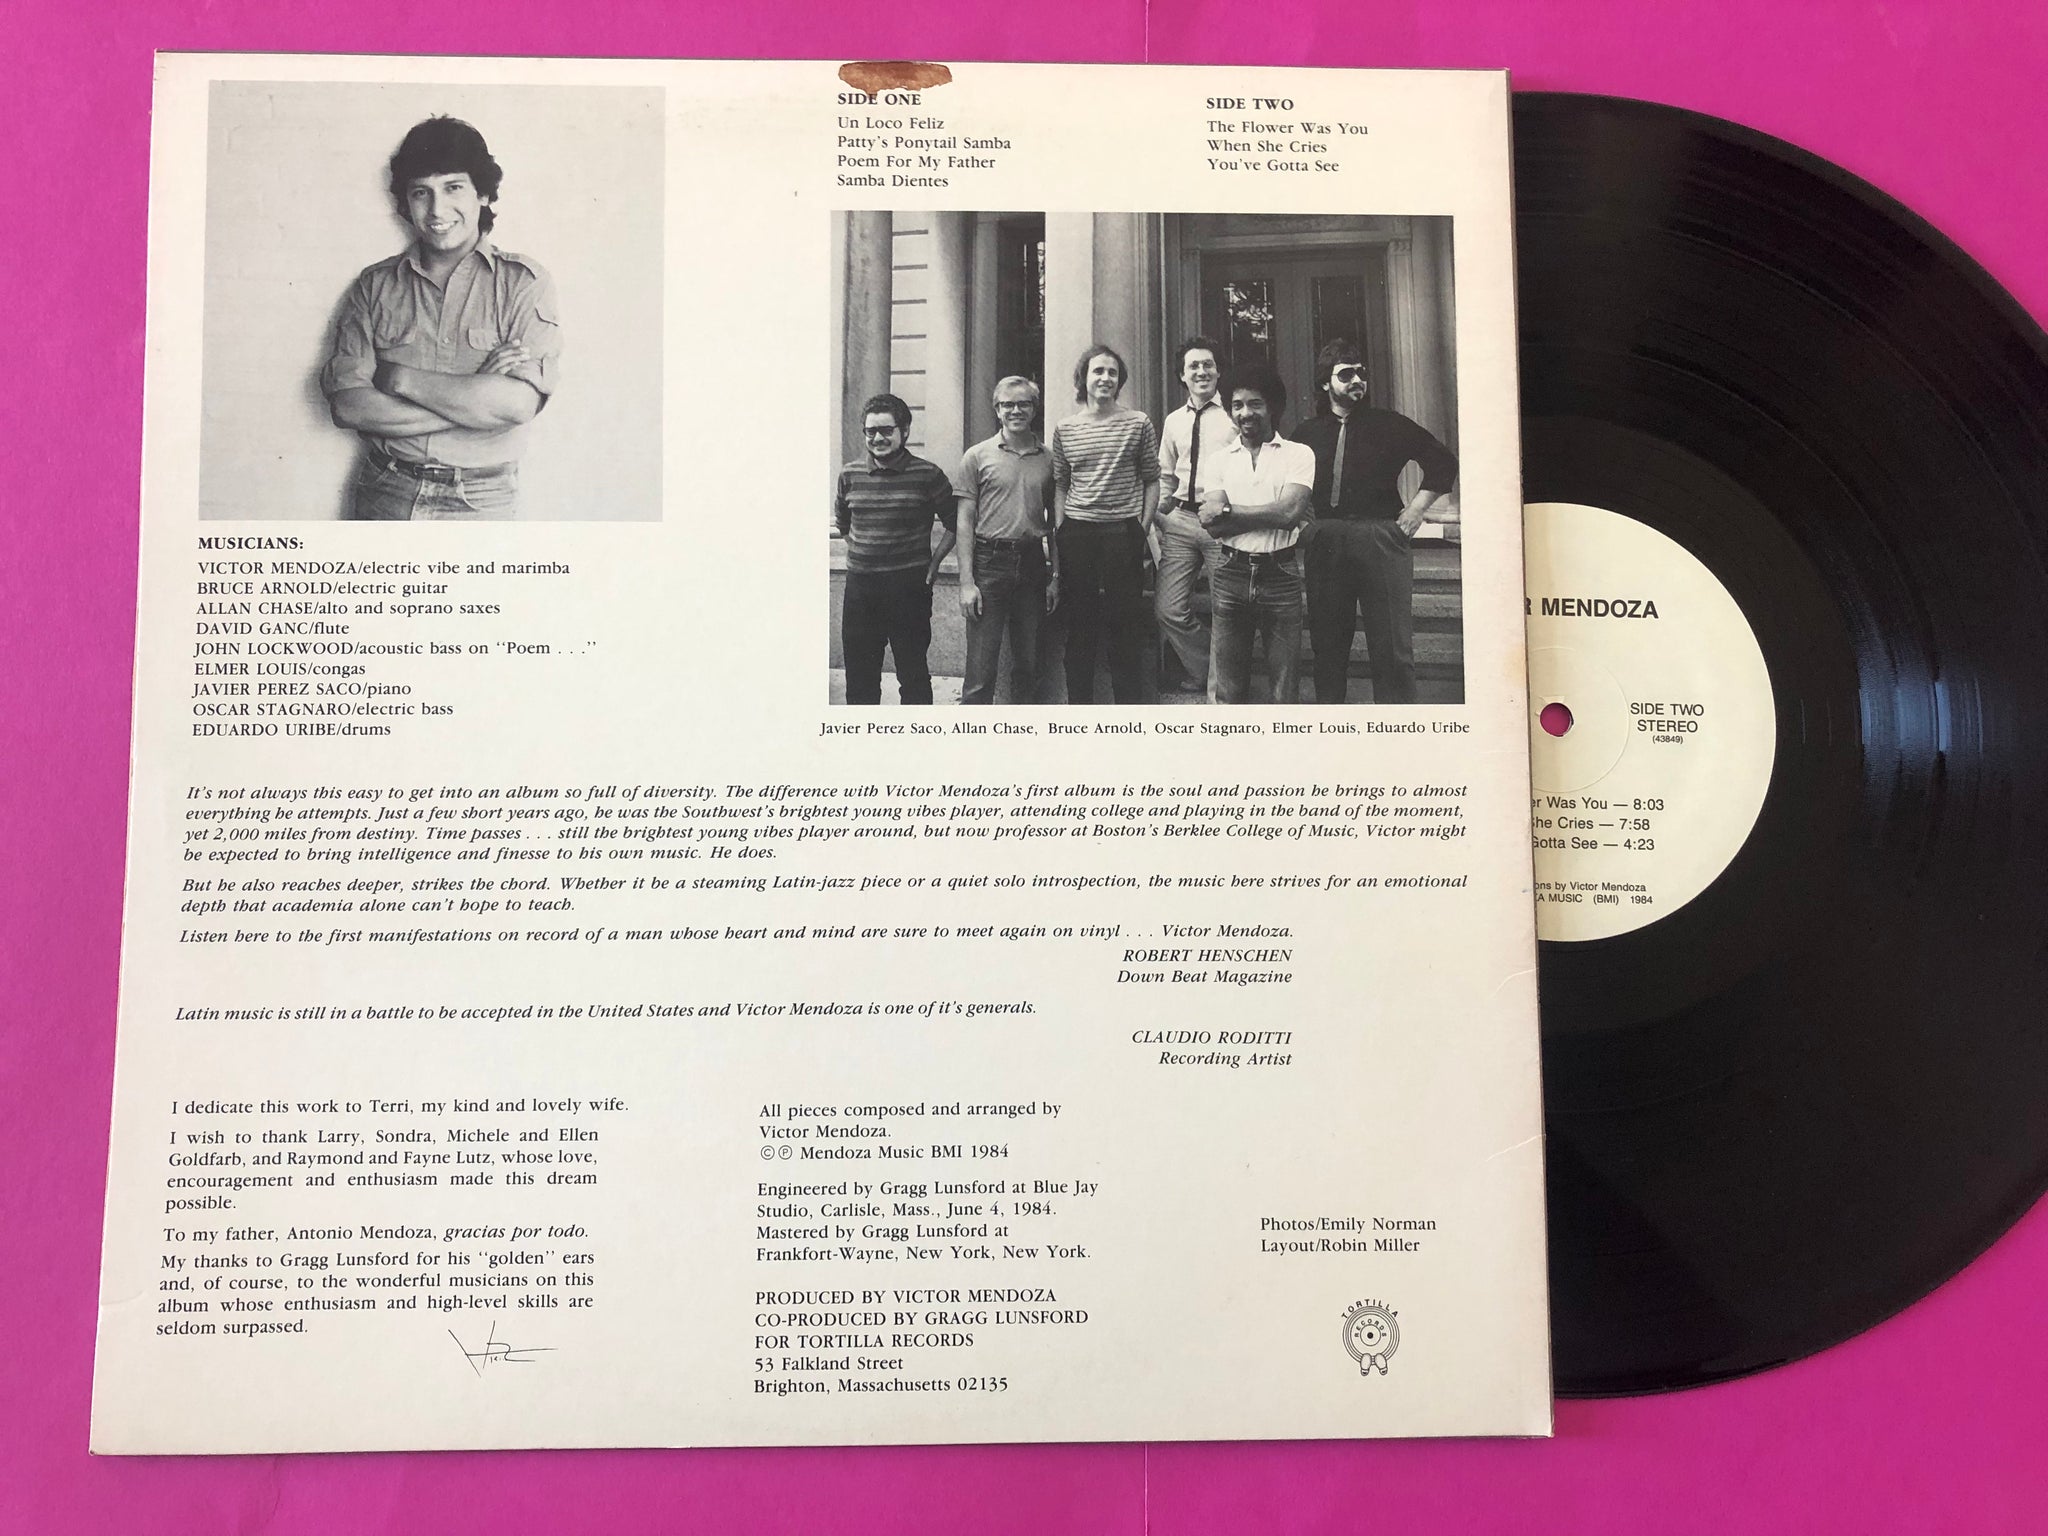 SIDE ONE
Un Loco Feliz
Patty's Ponytail Samba
Poem For My Father
Samba Dientes
SIDE TWO
The Flower Was You
When She Cries
You've Gotta See
MUSICIANS:
VICTOR MENDOZA/electric vibe and marimba
BRUCE ARNOLD/electric guitar
ALLAN CHASE/alto and soprano saxes
DAVID GANC/flute
JOHN LOCKWOOD/acoustic bass on "Poem . . ."
ELMER LOUIS/congas
JAVIER PEREZ SACO/piano
OSCAR STAGNARO/electric bass
EDUARDO URIBE/drums
Javier Perez Saco, Allan Chase, Bruce Arnold, Oscar Stagnaro, Elmer Louis, Eduardo Uribe
It's not always this easy to get into an album so full of diversity. The difference with Victor Mendoza's first album is the soul and passion he brings to almost
everything he attempts. Just a few short years ago, he was the Southwest's brightest young vibes player, attending college and playing in the band of the moment,
yet 2,000 miles from destiny. Time passes . . . still the brightest young vibes player around, but now professor at Boston's Berklee College of Music, Victor might
be expected to bring intelligence and finesse to his own music. He does.
But he also reaches deeper, strikes the chord. Whether it be a steaming Latin-jazz piece or a quiet solo introspection, the music here strives for an emotional
depth that academia alone can't hope to teach.
Listen here to the first manifestations on record of a man whose heart and mind are sure to meet again on vinyl . . . Victor Mendoza.
ROBERT HENSCHEN
Down Beat Magazine
Latin music is still in a battle to be accepted in the United States and Victor Mendoza is one of it's generals.
CLAUDIO RODITTI
Recording Artist
I dedicate this work to Terri, my kind and lovely wife.
I wish to thank Larry, Sondra, Michele and Ellen
Goldfarb, and Raymond and Fayne Lutz, whose love,
encouragement and enthusiasm made this dream
possible.
To my father, Antonio Mendoza, gracias por todo.
My thanks to Gragg Lunsford for his "golden" ears
and, of course, to the wonderful musicians on this
album whose enthusiasm and high-level skills are
seldom surpassed.
All pieces composed and arranged by
Victor Mendoza.
©℗ Mendoza Music BMI 1984
Engineered by Gragg Lunsford at Blue Jay
Studio, Carlisle, Mass., June 4, 1984.
Mastered by Gragg Lunsford at
Frankfort-Wayne, New York, New York.
PRODUCED BY VICTOR MENDOZA
CO-PRODUCED BY GRAGG LUNSFORD
FOR TORTILLA RECORDS
53 Falkland Street
Brighton, Massachusetts 02135
Photos/Emily Norman
Layout/Robin Miller
TORTILLA
RECORDS
R MENDOZA
SIDE TWO
STEREO
(43849)
er Was You — 8:03
She Cries — 7:58
Gotta See — 4:23
ons by Victor Mendoza
ZA MUSIC (BMI) 1984